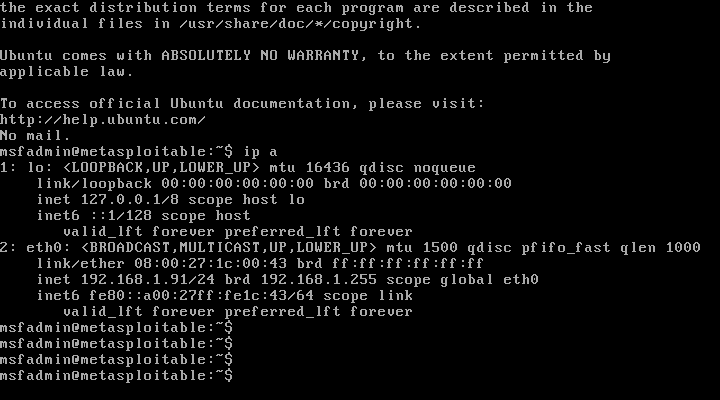 the exact distribution terms for each program are described in the
individual files in /usr/share/doc/*/copyright.

Ubuntu comes with ABSOLUTELY NO WARRANTY, to the extent permitted by
applicable law.

To access official Ubuntu documentation, please visit:
http://help.ubuntu.com/
No mail.
msfadmin@metasploitable:~$ ip a
1: lo: <LOOPBACK,UP,LOWER_UP> mtu 16436 qdisc noqueue
    link/loopback 00:00:00:00:00:00 brd 00:00:00:00:00:00
    inet 127.0.0.1/8 scope host lo
    inet6 ::1/128 scope host
       valid_lft forever preferred_lft forever
2: eth0: <BROADCAST,MULTICAST,UP,LOWER_UP> mtu 1500 qdisc pfifo_fast qlen 1000
    link/ether 08:00:27:1c:00:43 brd ff:ff:ff:ff:ff:ff
    inet 192.168.1.91/24 brd 192.168.1.255 scope global eth0
    inet6 fe80::a00:27ff:fe1c:43/64 scope link
       valid_lft forever preferred_lft forever
msfadmin@metasploitable:~$
msfadmin@metasploitable:~$
msfadmin@metasploitable:~$
msfadmin@metasploitable:~$